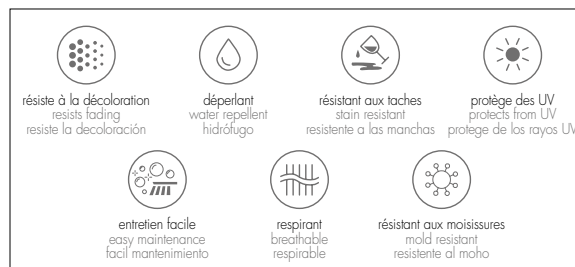 résiste à la décoloration
resists fading
resiste la decoloración
déperlant
water repellent
hidrófugo
résistant aux taches
stain resistant
resistente a las manchas
protège des UV
protects from UV
protege de los rayos UV
entretien facile
easy maintenance
facil mantenimiento
respirant
breathable
respirable
résistant aux moisissures
mold resistant
resistente al moho